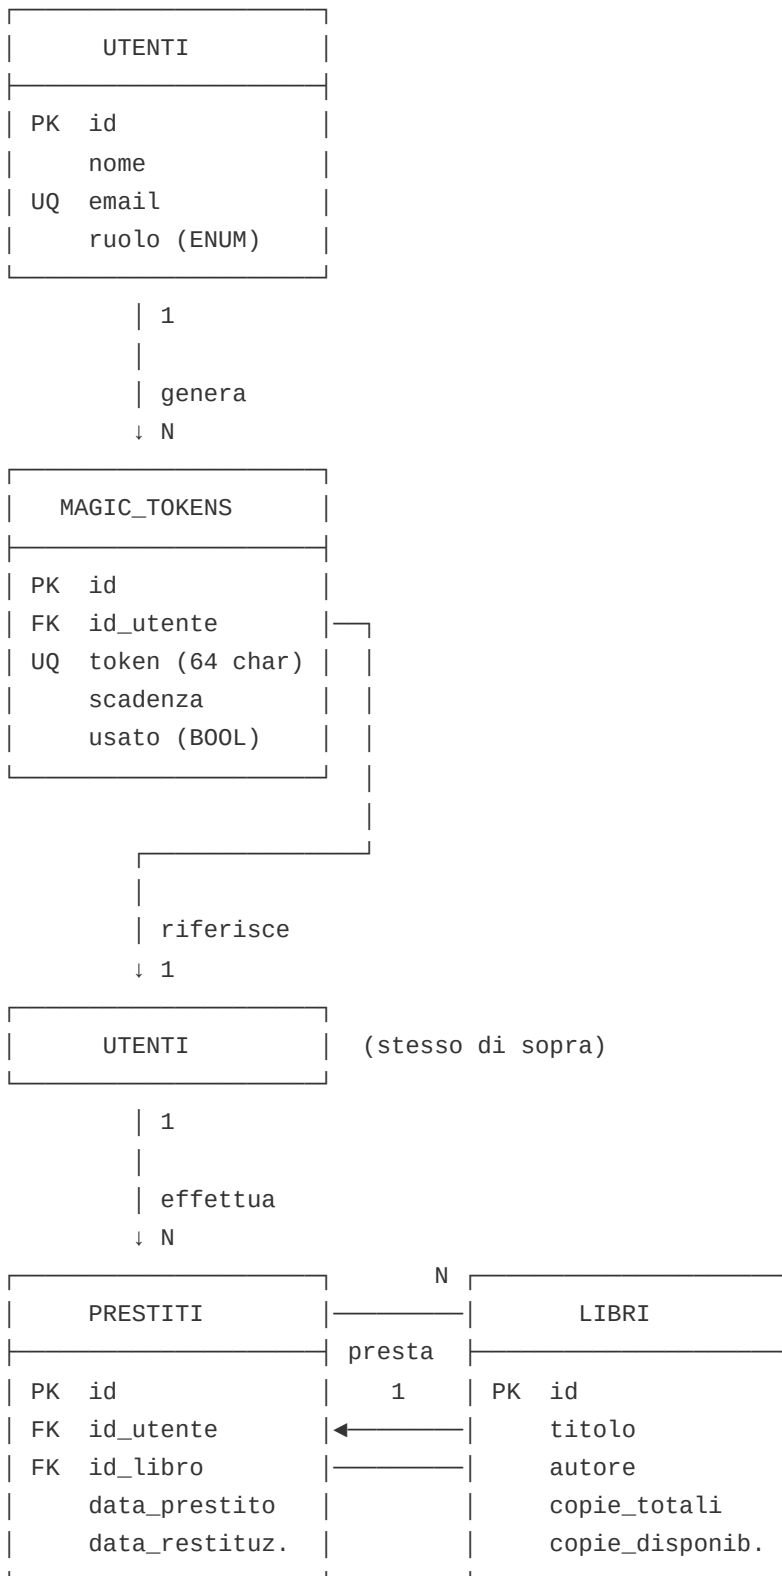 UTENTI
PK id
nome
UQ email
ruolo (ENUM)
1
genera
↓ N
MAGIC_TOKENS
PK id
FK id_utente
UQ token (64 char)
scadenza
usato (BOOL)
riferisce
↓ 1
UTENTI (stesso di sopra)
1
effettua
↓ N
N
PRESTITI LIBRI
presta
PK id 1 PK id
FK id_utente titolo
FK id_libro autore
data_prestito copie_totali
data_restituz. copie_disponib.